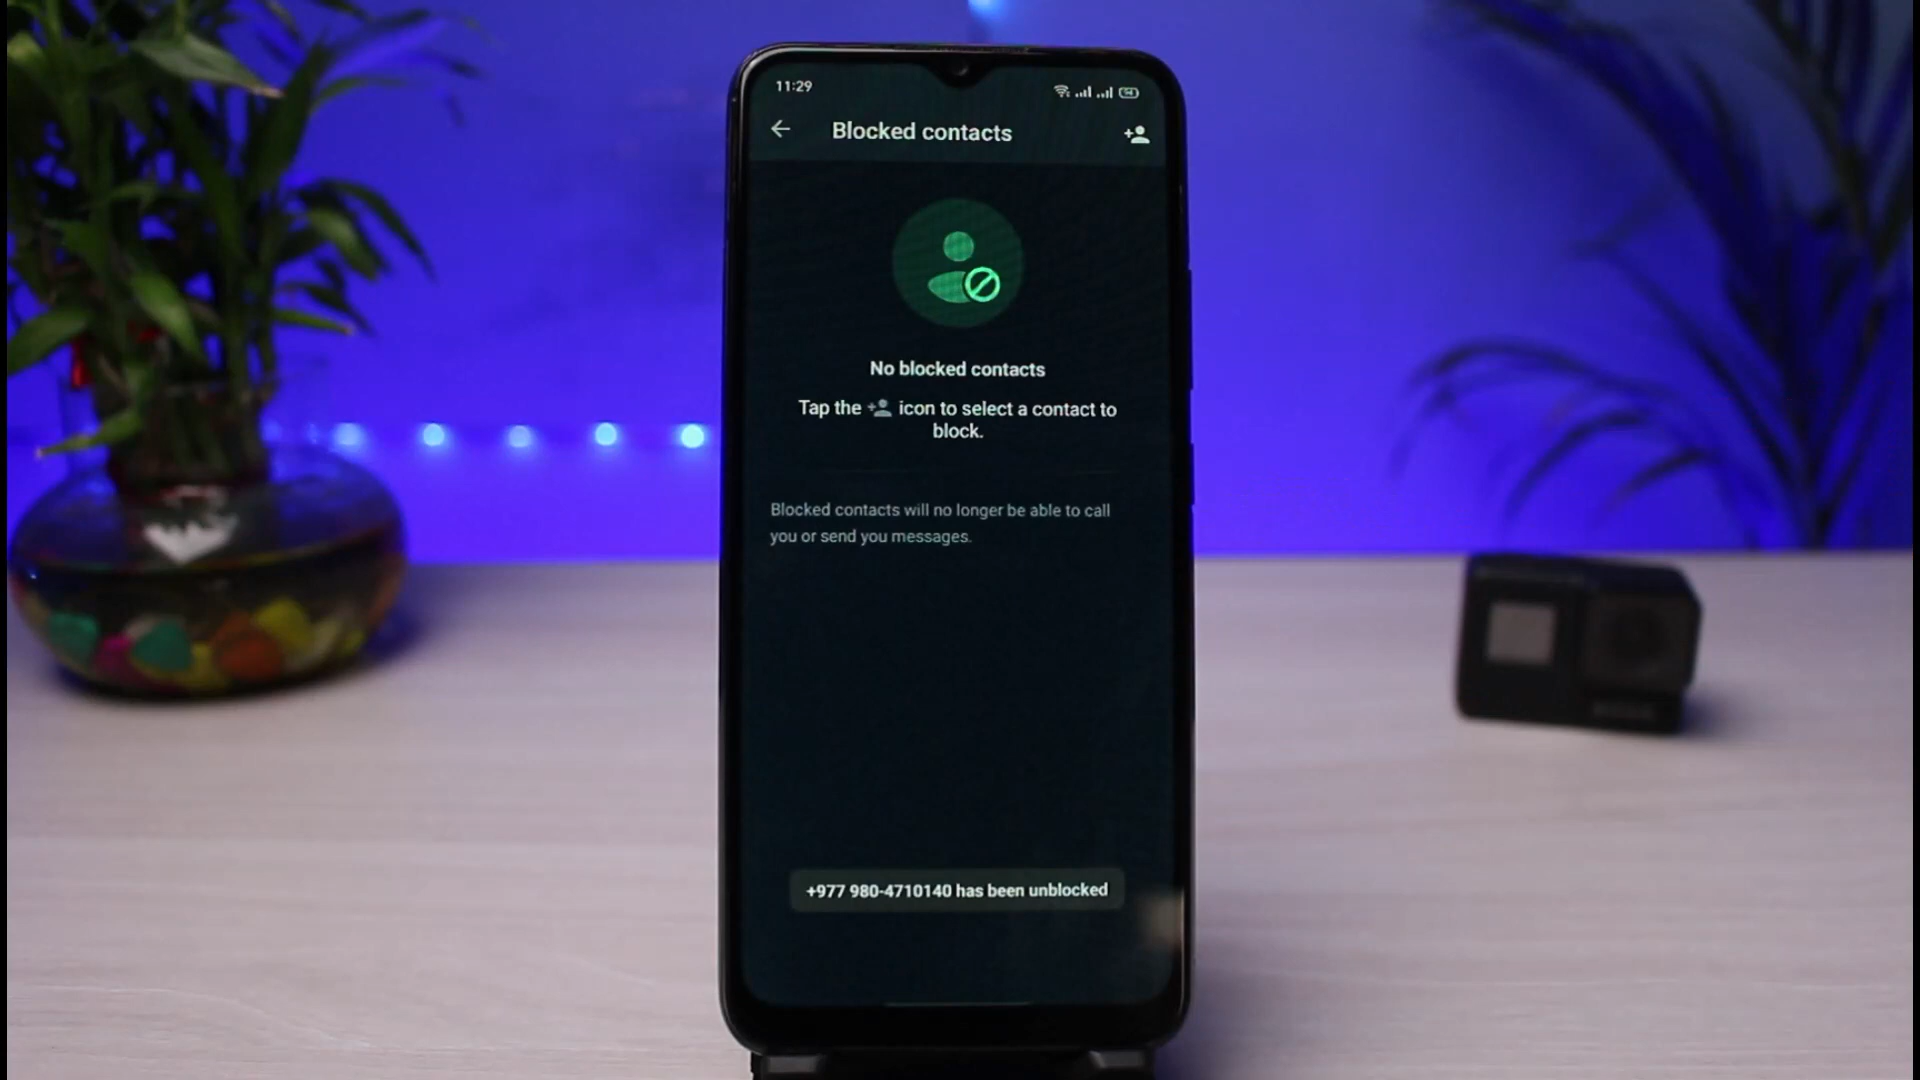 11:29
Blocked contacts
No blocked contacts
Tap the icon to select a contact to
block.
Blocked contacts will no longer be able to call
you or send you messages.
+977 980-4710140 has been unblocked